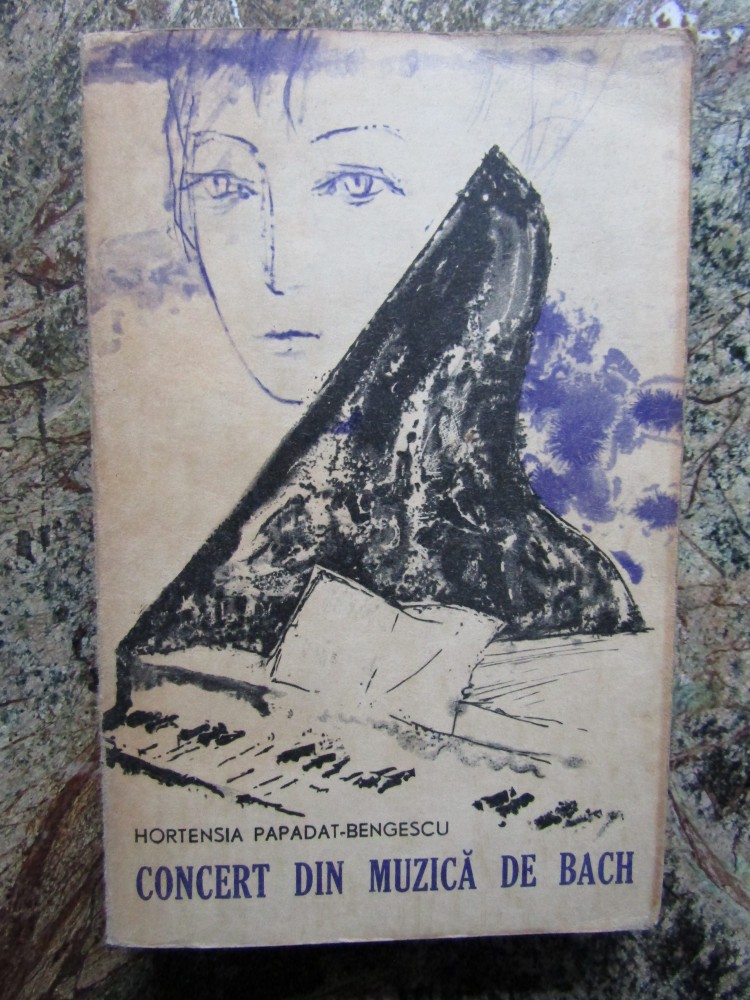 HORTENSIA PAPADAT-BENGESCU
CONCERT DIN MUZICĂ DE BACH